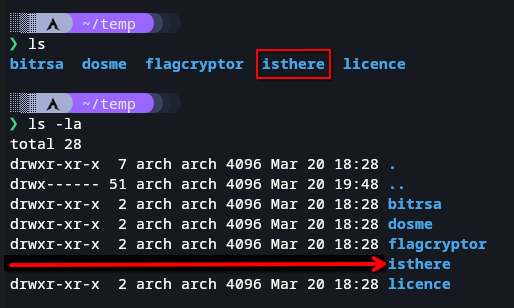 ~/temp
❯ ls
bitrsa dosme flagcryptor isthere licence
~/temp
❯ ls -la
total 28
drwxr-xr-x 7 arch arch 4096 Mar 20 18:28 .
drwx------ 51 arch arch 4096 Mar 20 19:48 ..
drwxr-xr-x 2 arch arch 4096 Mar 20 18:28 bitrsa
drwxr-xr-x 2 arch arch 4096 Mar 20 18:28 dosme
drwxr-xr-x 2 arch arch 4096 Mar 20 18:28 flagcryptor
isthere
drwxr-xr-x 2 arch arch 4096 Mar 20 18:28 licence